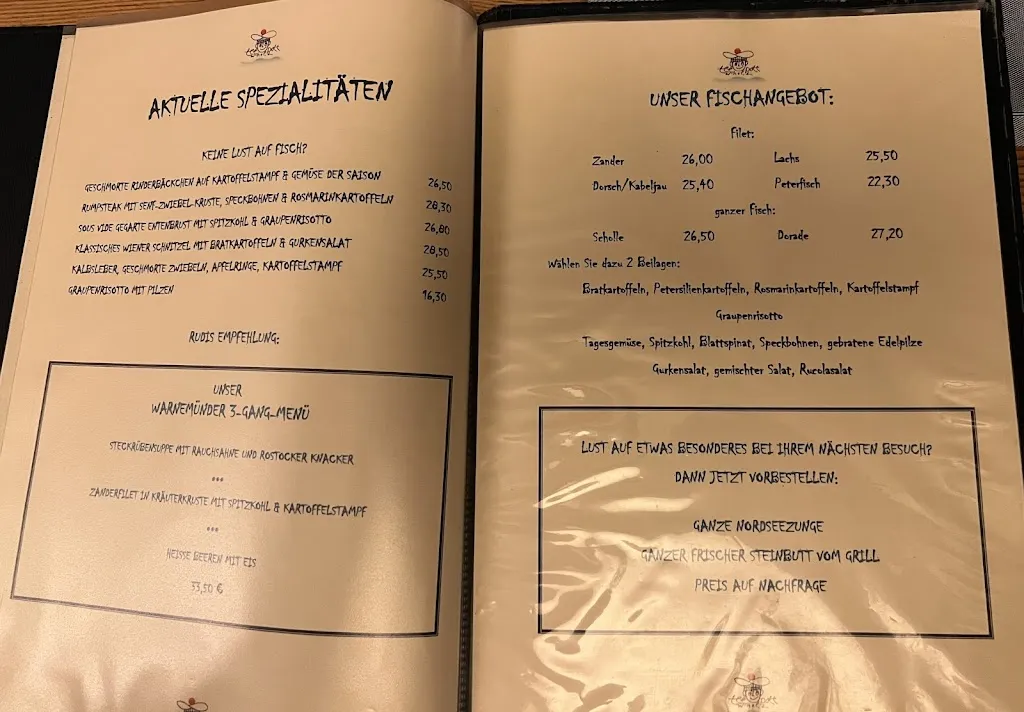 AKTUELLE SPEZIALITÄTEN
KEINE LUST AUF FISCH?
GESCHMORTE RINDERBÄCKCHEN AUF KARTOFFELSTAMPF & GEMÜSE DER SAISON 26,50
RUMPSTEAK MIT SENF-ZWIEBEL-KRUSTE, SPECKBOHNEN & ROSMARINKARTOFFELN 28,30
SOUS VIDE GEGARTE ENTENBRUST MIT SPITZKOHL & GRAUPENRISOTTO 26,80
KLASSISCHES WIENER SCHNITZEL MIT BRATKARTOFFELN & GURKENSALAT 28,50
KALBSLEBER, GESCHMORTE ZWIEBELN, APFELRINGE, KARTOFFELSTAMPF 25,50
GRAUPENRISOTTO MIT PILZEN 16,30
RUDIS EMPFEHLUNG:
UNSER
WARNEMÜNDER 3-GANG-MENÜ
STECKRÜBENSUPPE MIT RAUCHSAHNE UND ROSTOCKER KNACKER
***
ZANDERFILET IN KRÄUTERKRUSTE MIT SPITZKOHL & KARTOFFELSTAMPF
***
HEISSE BEEREN MIT EIS
33,50 €
UNSER FISCHANGEBOT:
Filet:
Zander 26,00 Lachs 25,50
Dorsch/Kabeljau 25,40 Petersfisch 22,30
ganzer Fisch:
Scholle 26,50 Dorade 27,20
Wählen Sie dazu 2 Beilagen:
Bratkartoffeln, Petersilienkartoffeln, Rosmarinkartoffeln, Kartoffelstampf
Graupenrisotto
Tagesgemüse, Spitzkohl, Blattspinat, Speckbohnen, gebratene Edelpilze
Gurkensalat, gemischter Salat, Rucolasalat
LUST AUF ETWAS BESONDERES BEI IHREM NÄCHSTEN BESUCH?
DANN JETZT VORBESTELLEN:
GANZE NORDSEEZUNGE
GANZER FRISCHER STEINBUTT VOM GRILL
PREIS AUF NACHFRAGE